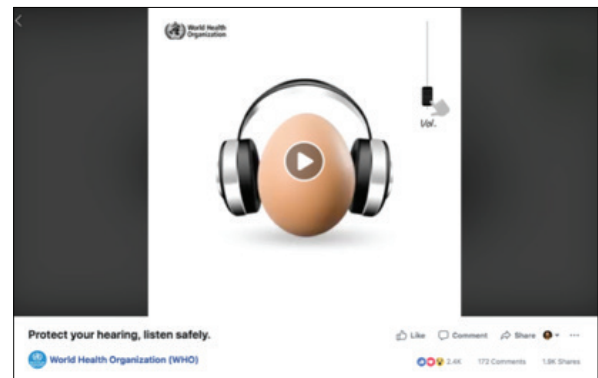 World Health
Organization
Vol.
Protect your hearing, listen safely.
Like Comment Share
World Health Organization (WHO)
2.4K 172 Comments 1.9K Shares